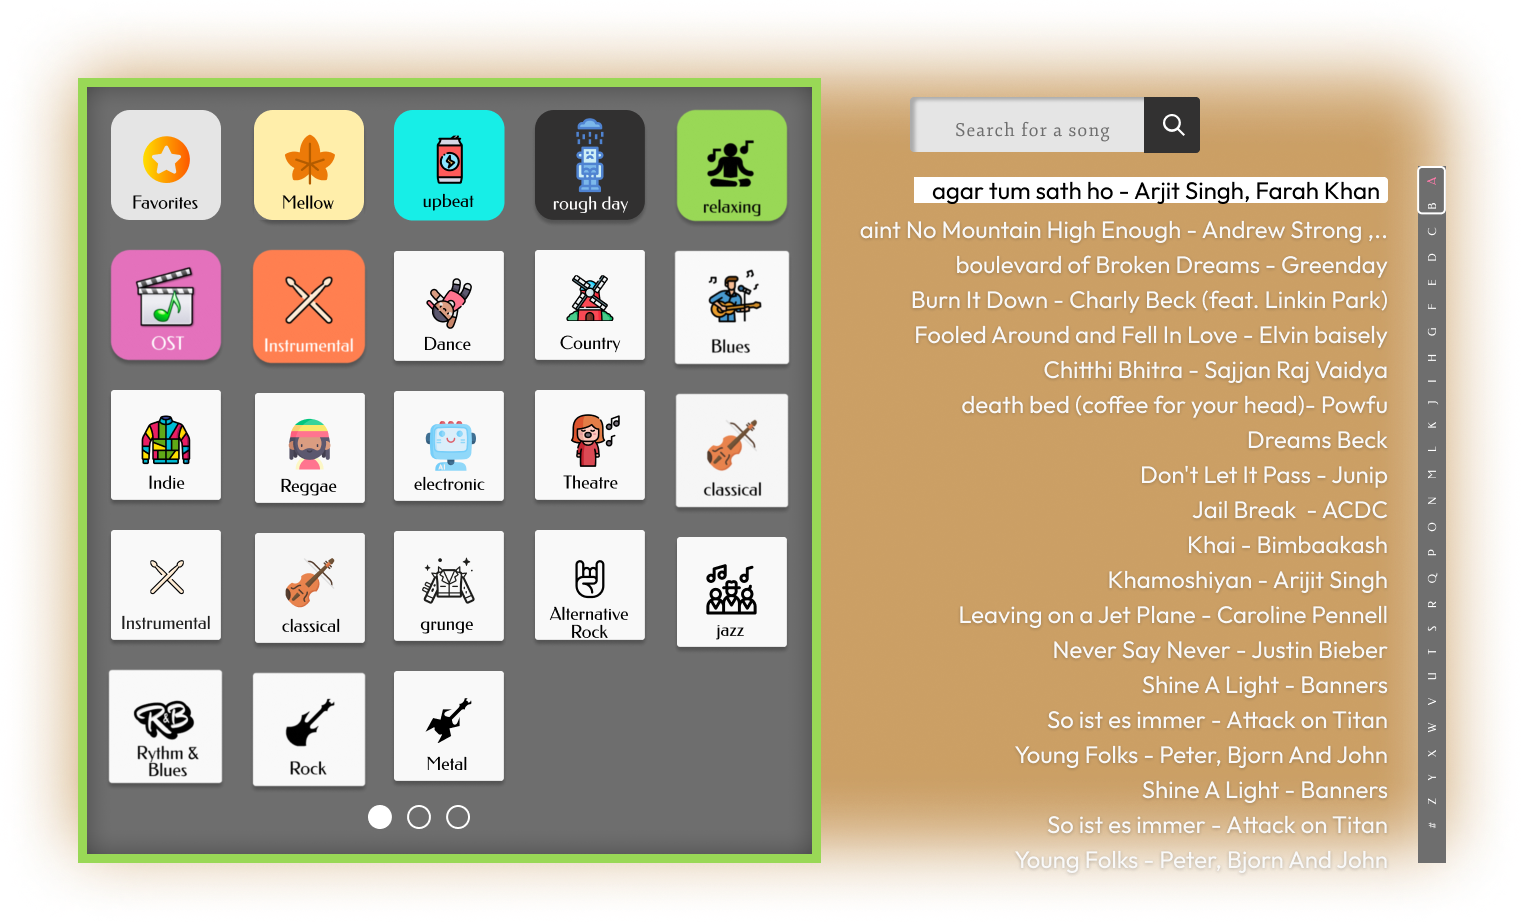 Favorites
Mellow
upbeat
rough day
relaxing
OST
Instrumental
Dance
Country
Blues
Indie
Reggae
AI
electronic
Theatre
classical
Instrumental
classical
grunge
Alternative
Rock
jazz
R&B
Rythm &
Blues
Rock
Metal
Search for a song
agar tum sath ho - Arjit Singh, Farah Khan
aint No Mountain High Enough - Andrew Strong ,..
boulevard of Broken Dreams - Greenday
Burn It Down - Charly Beck (feat. Linkin Park)
Fooled Around and Fell In Love - Elvin baisely
Chitthi Bhitra - Sajjan Raj Vaidya
death bed (coffee for your head)- Powfu
Dreams Beck
Don't Let It Pass - Junip
Jail Break - ACDC
Khai - Bimbaakash
Khamoshiyan - Arijit Singh
Leaving on a Jet Plane - Caroline Pennell
Never Say Never - Justin Bieber
Shine A Light - Banners
So ist es immer - Attack on Titan
Young Folks - Peter, Bjorn And John
Shine A Light - Banners
So ist es immer - Attack on Titan
Young Folks - Peter, Bjorn And John
A B C D E F G H I J K L M N O P Q R S T U V W X Y Z #